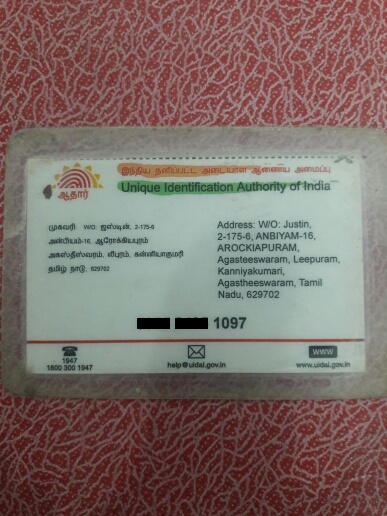 ஆதார்
இந்திய தனிப்பட்ட அடையாள ஆணைய அமைப்பு
Unique Identification Authority of India
முகவரி W/O: ஜஸ்டின், 2-175-6
அன்பியம்-16, ஆரோக்கியபுரம்
அகஸ்தீஸ்வரம், லீபுரம், கன்னியாகுமரி
தமிழ் நாடு, 629702
Address: W/O: Justin,
2-175-6, ANBIYAM-16,
AROCKIAPURAM,
Agasteeswaram, Leepuram,
Kanniyakumari,
Agastheeswaram, Tamil
Nadu, 629702
1097
1947
1800 300 1947
help@uidai.gov.in
www
www.uidai.gov.in